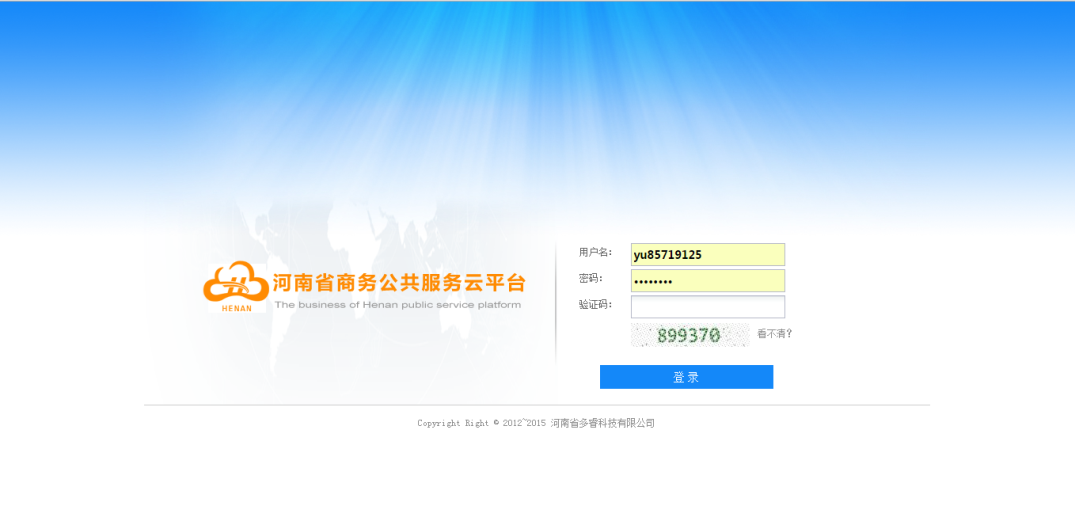 河南省商务公共服务云平台
The business of Henan public service platform
HENAN
用户名: yu85719125
密码: ••••••••
验证码:
899370 看不清?
登录
Copyright Right © 2012~2015 河南省多睿科技有限公司